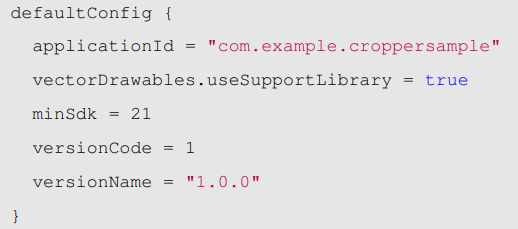 defaultConfig {
  applicationId = "com.example.croppersample"
  vectorDrawables.useSupportLibrary = true
  minSdk = 21
  versionCode = 1
  versionName = "1.0.0"
}